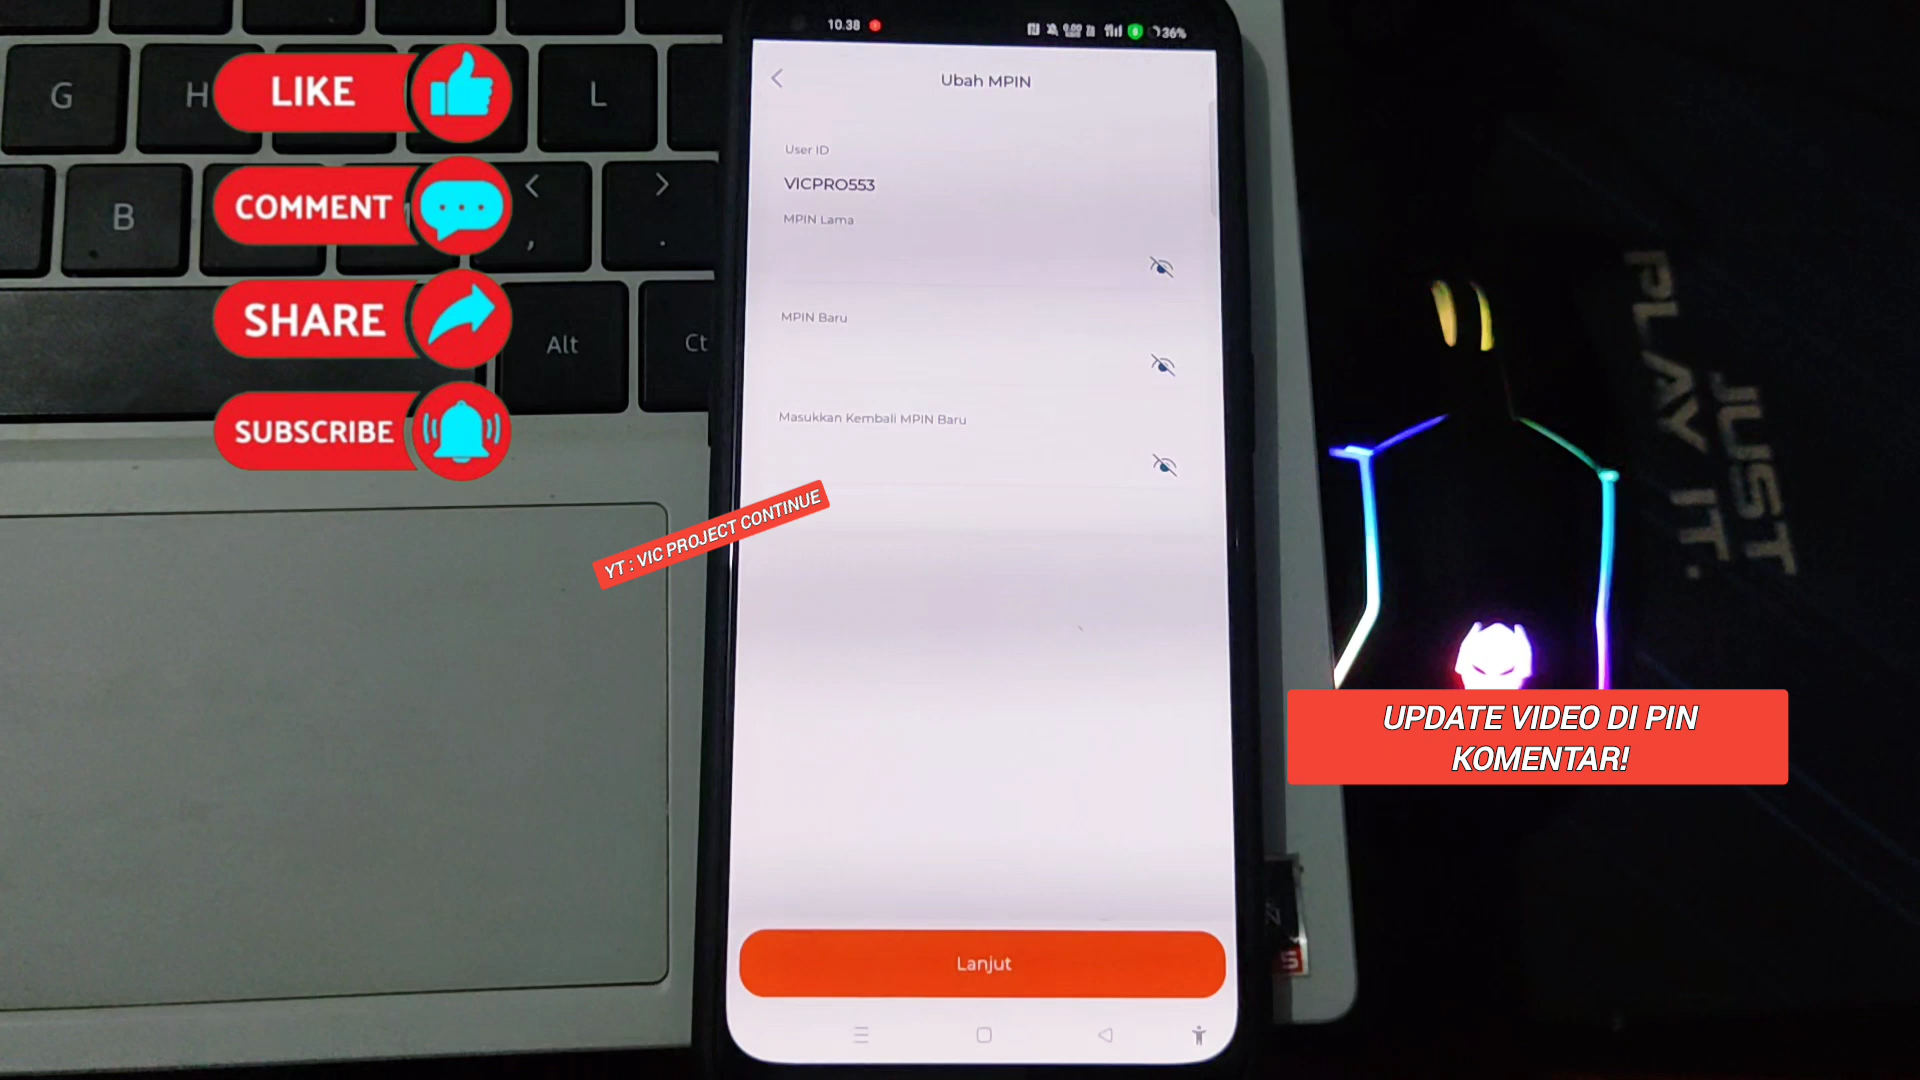 10.38
36%
Ubah MPIN
User ID
VICPRO553
MPIN Lama
MPIN Baru
Masukkan Kembali MPIN Baru
Lanjut
LIKE
COMMENT
SHARE
SUBSCRIBE
YT : VIC PROJECT CONTINUE
UPDATE VIDEO DI PIN
KOMENTAR!
G
H
L
B
<
,
>
.
Alt
Ct
JUST
PLAY IT.